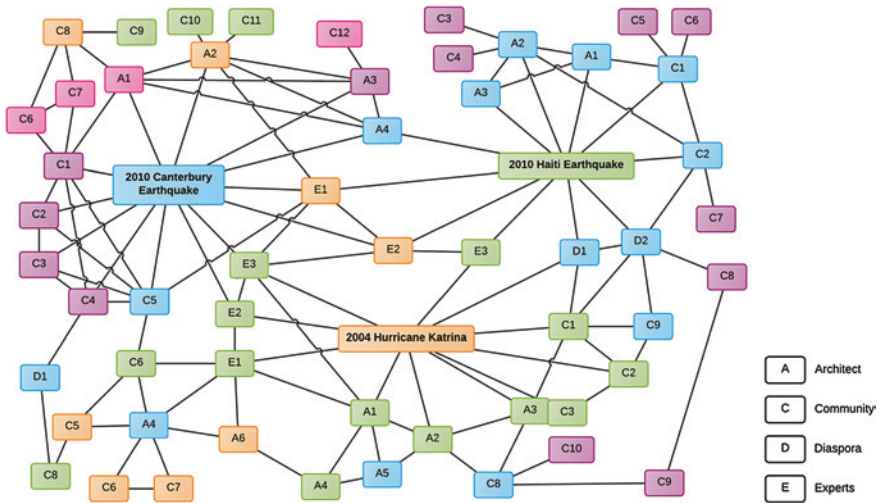 C3
C5
C6
C10
C11
C8
C9
C12
A2
A2
A1
C4
C1
A1
A3
A3
C7
C6
A4
C2
C1
2010 Canterbury
Earthquake
2010 Haiti Earthquake
E1
C2
C7
E2
E3
D1
D2
C3
E3
C8
C4
C5
E2
C1
C9
2004 Hurricane Katrina
D1
C6
E1
C2
A
Architect
A1
A3
C3
C
Community
C5
A4
A6
A2
C10
D
Diaspora
C8
A5
C6
C7
A4
C8
C9
E
Experts